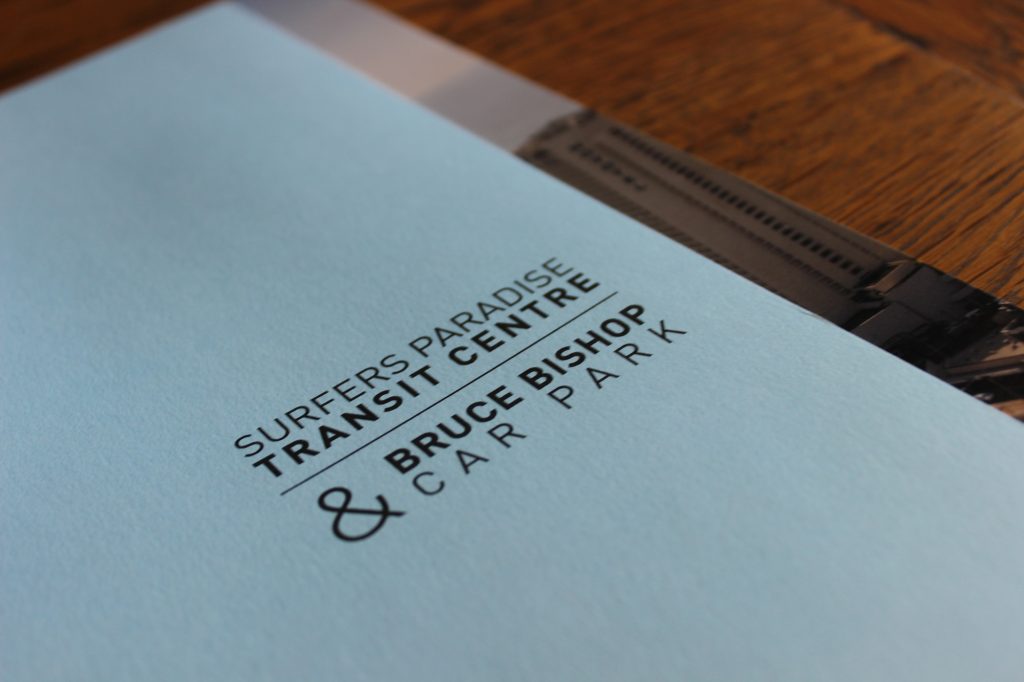 SURFERS PARADISE
TRANSIT CENTRE
& BRUCE BISHOP
CAR PARK